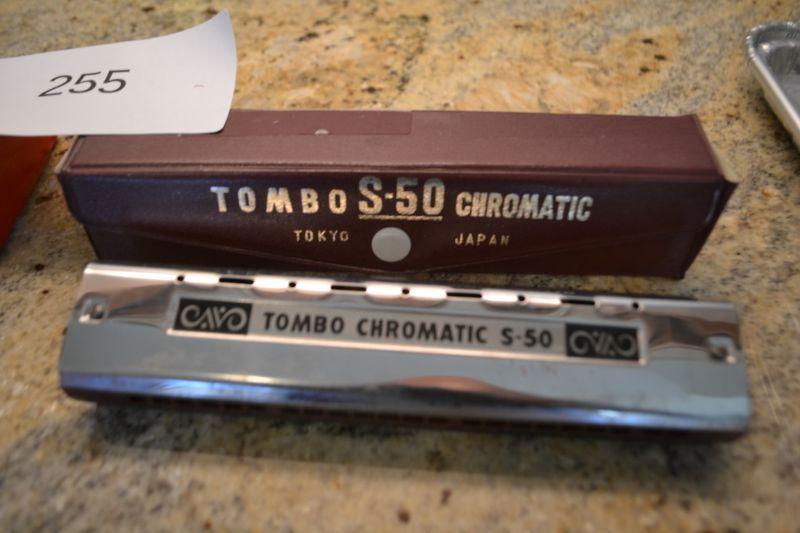 255
TOMBO S-50 CHROMATIC
TOKYO JAPAN
TOMBO CHROMATIC S-50